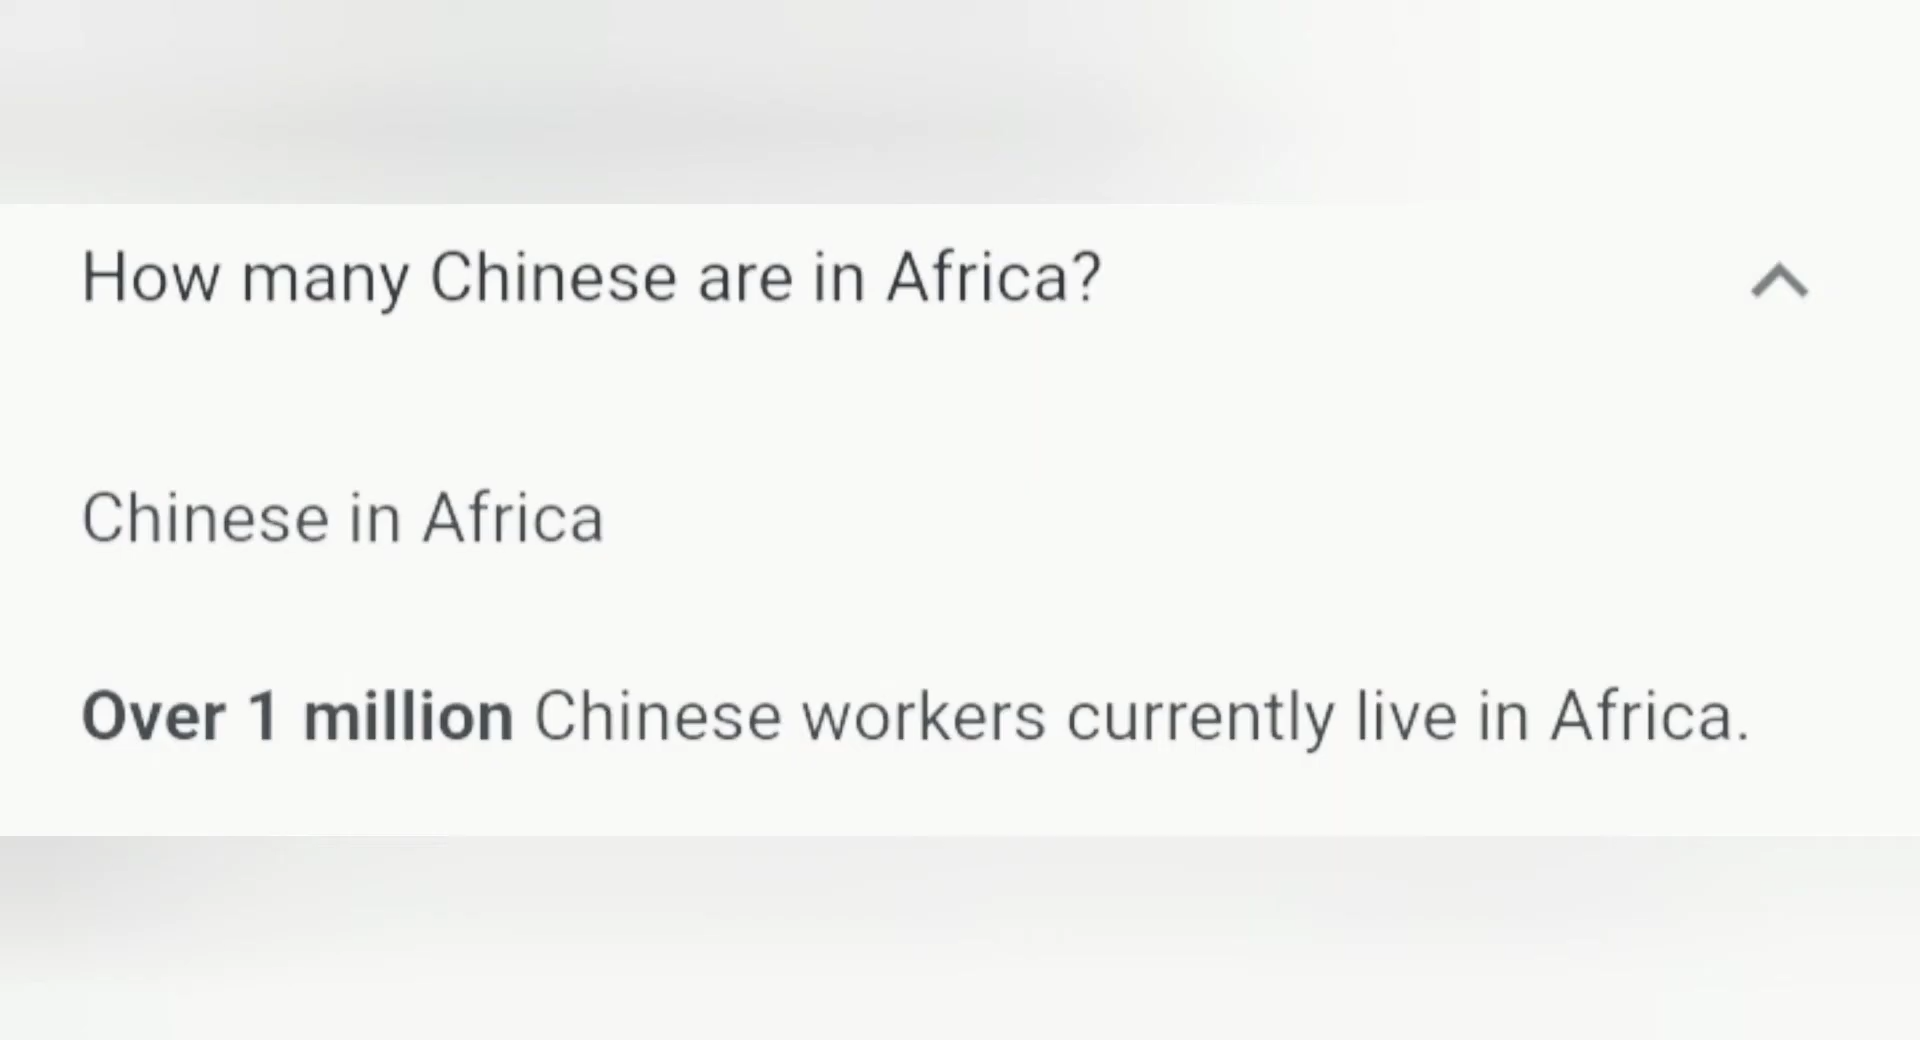 How many Chinese are in Africa?
Chinese in Africa
Over 1 million Chinese workers currently live in Africa.